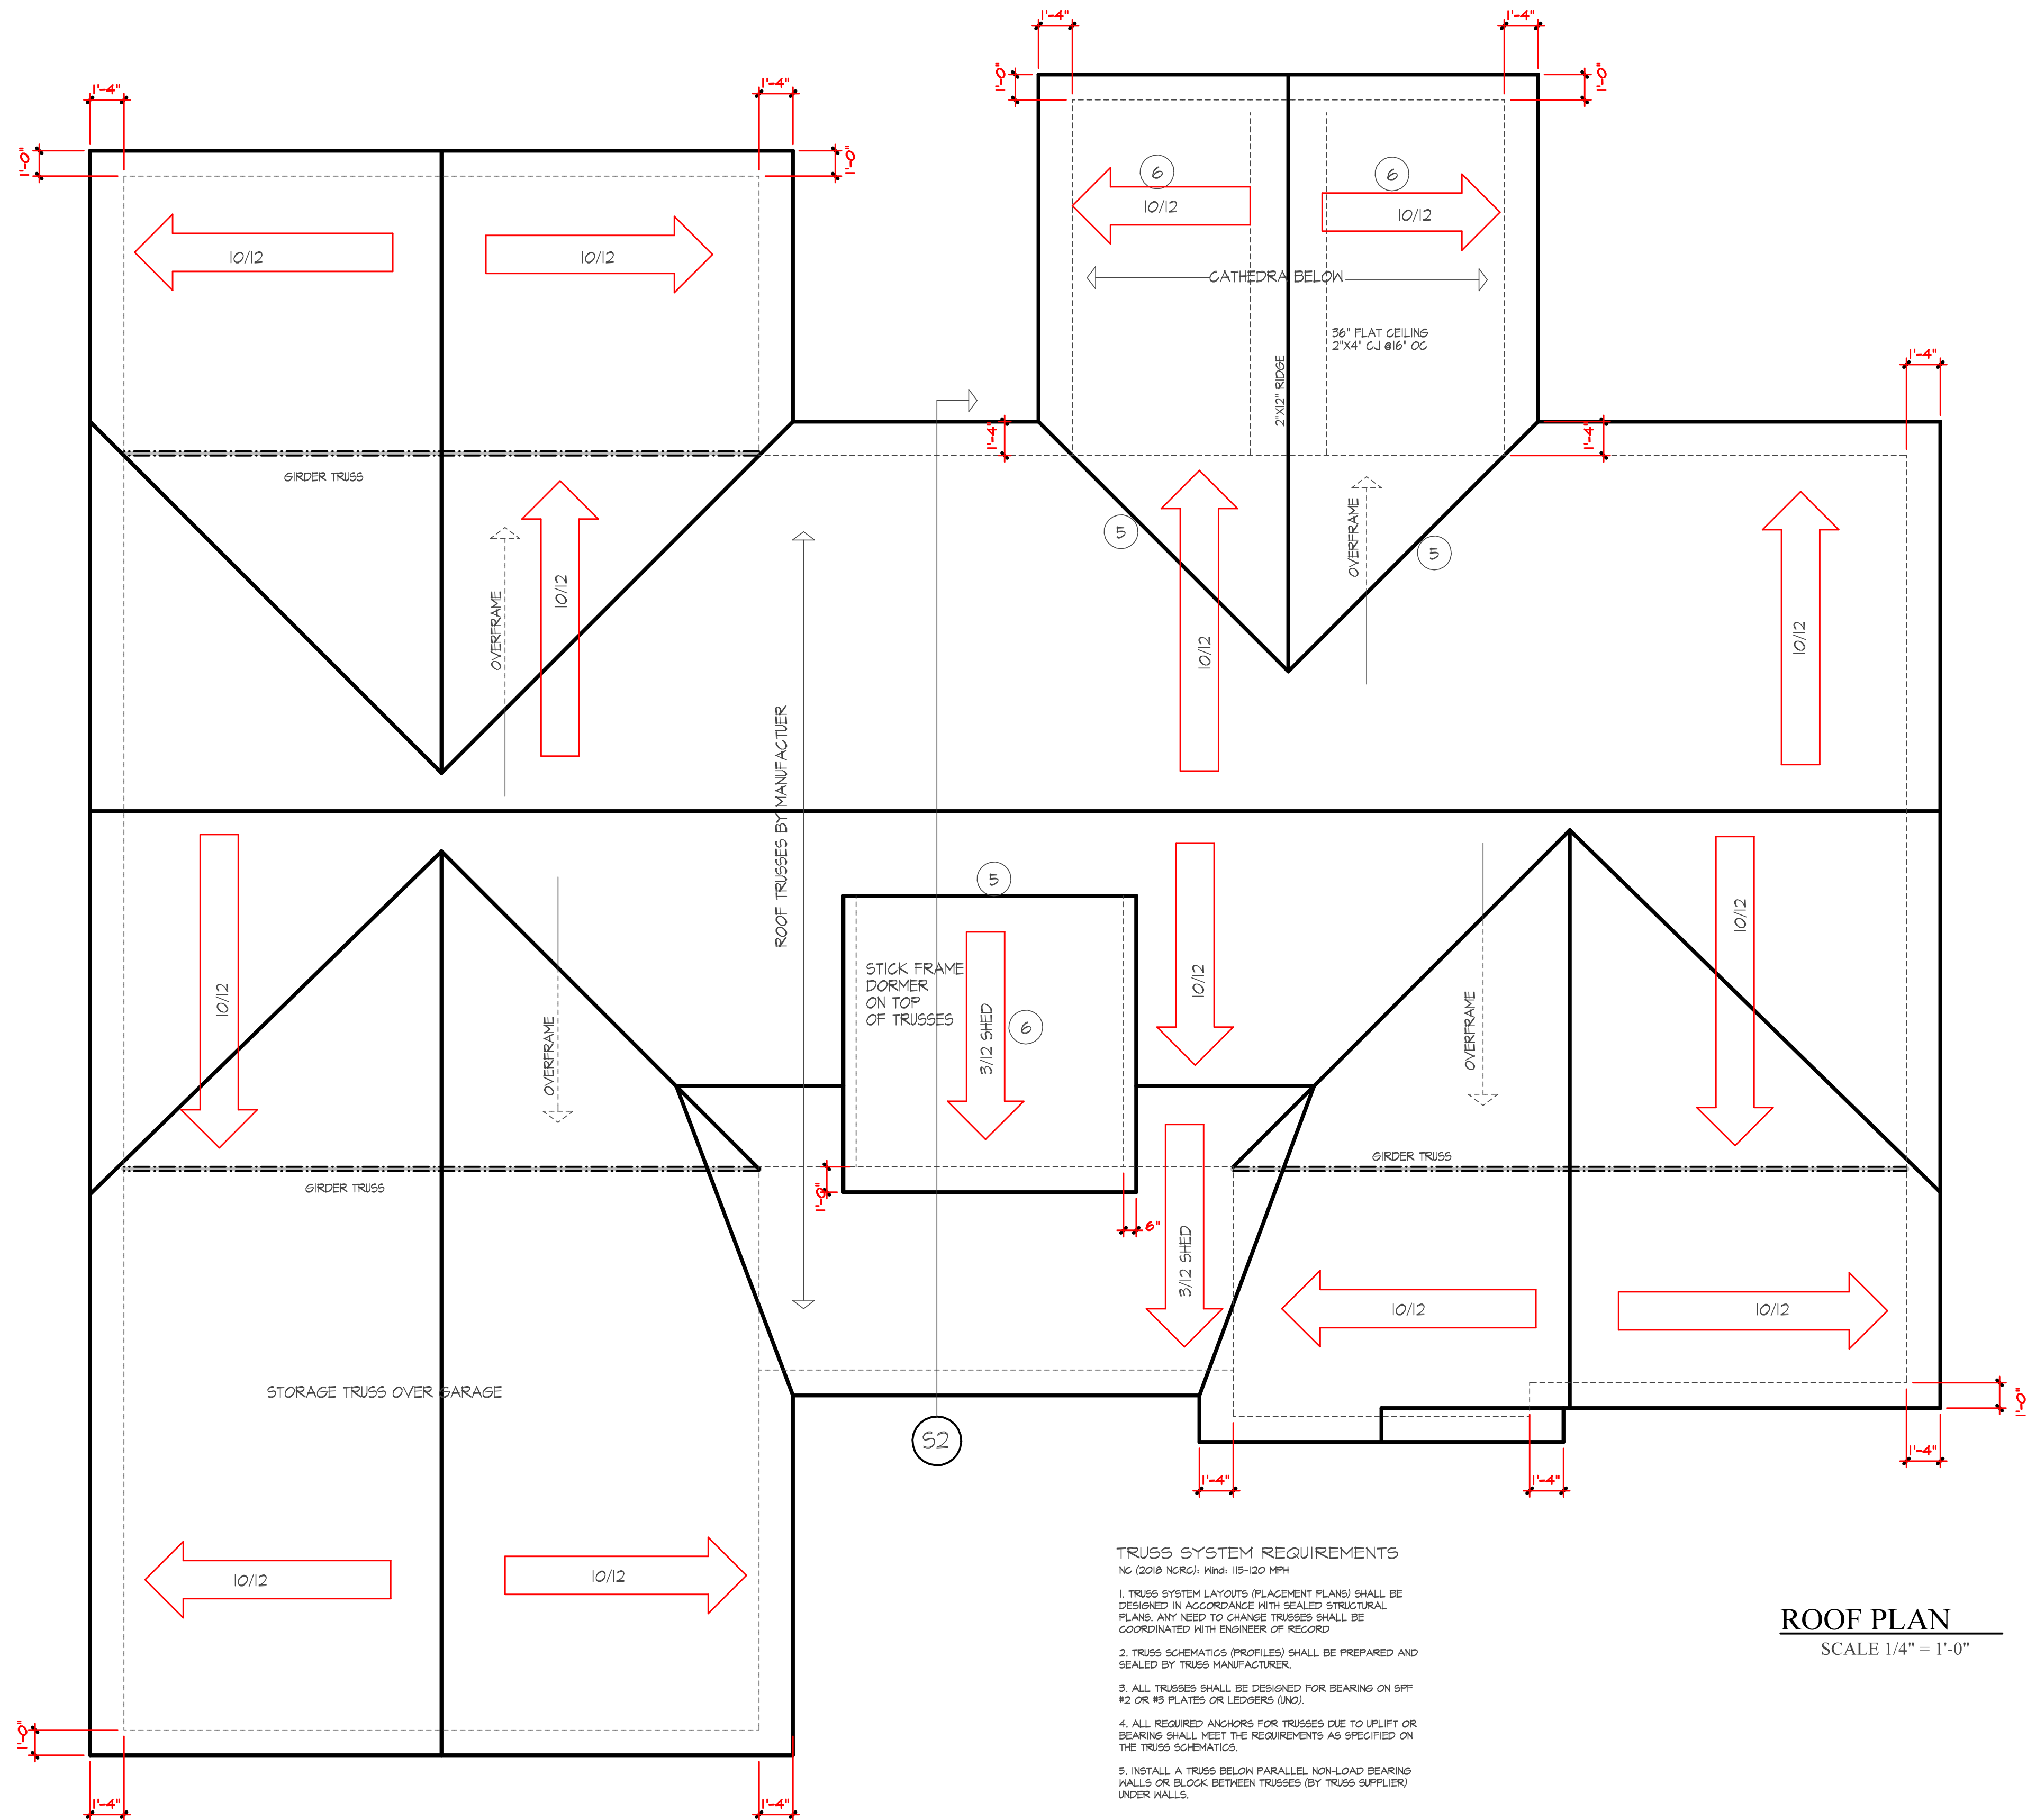 1'-4"
1'-4"
1'-0"
1'-0"
1'-4"
1'-4"
1'-0"
1'-0"
6
6
10/12
10/12
10/12
10/12
CATHEDRA BELOW
36" FLAT CEILING
2"X4" CJ @16" OC
2"X12" RIDGE
1'-4"
1'-4"
1'-4"
GIRDER TRUSS
5
5
OVERFRAME
10/12
OVERFRAME
10/12
10/12
ROOF TRUSSES BY MANUFACTUER
5
10/12
10/12
10/12
STICK FRAME
DORMER
ON TOP
OF TRUSSES
3/12 SHED
6
OVERFRAME
OVERFRAME
GIRDER TRUSS
GIRDER TRUSS
1'-0"
6"
3/12 SHED
10/12
10/12
STORAGE TRUSS OVER GARAGE
1'-0"
S2
1'-4"
1'-4"
1'-4"
10/12
10/12
1'-0"
1'-4"
1'-4"
TRUSS SYSTEM REQUIREMENTS
NC (2018 NCRC): Wind: 115-120 MPH
1. TRUSS SYSTEM LAYOUTS (PLACEMENT PLANS) SHALL BE
DESIGNED IN ACCORDANCE WITH SEALED STRUCTURAL
PLANS. ANY NEED TO CHANGE TRUSSES SHALL BE
COORDINATED WITH ENGINEER OF RECORD
2. TRUSS SCHEMATICS (PROFILES) SHALL BE PREPARED AND
SEALED BY TRUSS MANUFACTURER.
3. ALL TRUSSES SHALL BE DESIGNED FOR BEARING ON SPF
#2 OR #3 PLATES OR LEDGERS (UNO).
4. ALL REQUIRED ANCHORS FOR TRUSSES DUE TO UPLIFT OR
BEARING SHALL MEET THE REQUIREMENTS AS SPECIFIED ON
THE TRUSS SCHEMATICS.
5. INSTALL A TRUSS BELOW PARALLEL NON-LOAD BEARING
WALLS OR BLOCK BETWEEN TRUSSES (BY TRUSS SUPPLIER)
UNDER WALLS.
ROOF PLAN
SCALE 1/4" = 1'-0"